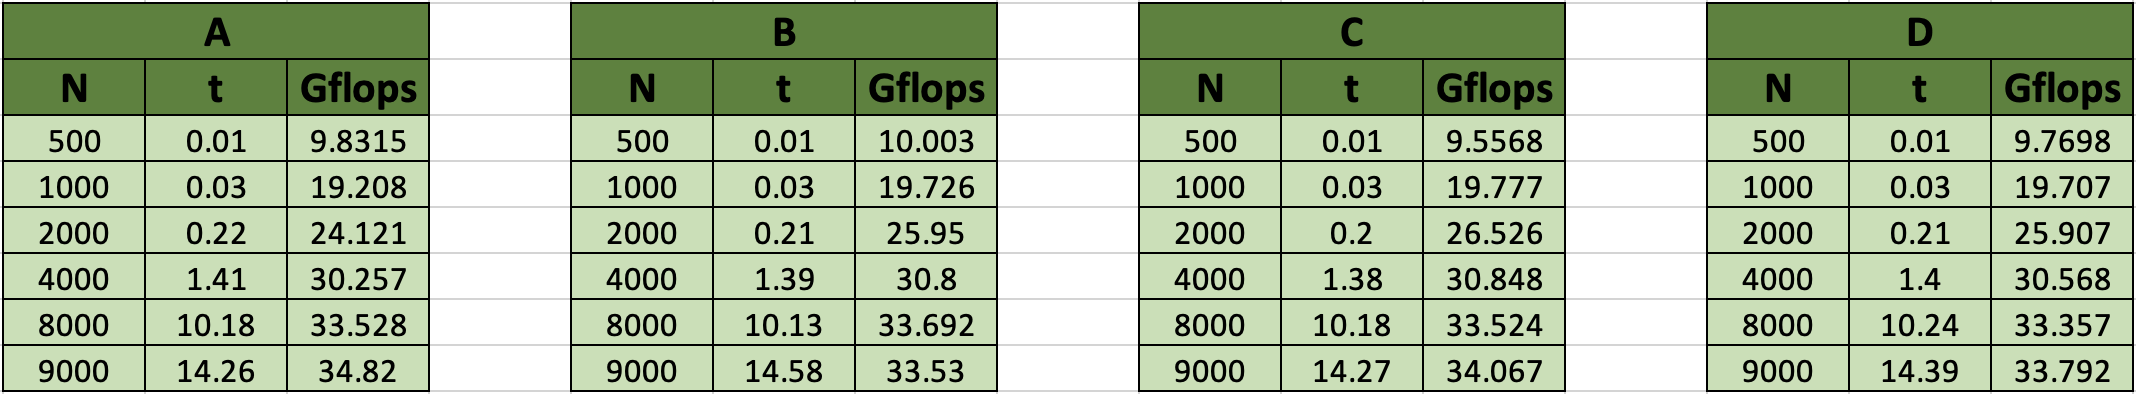 A B C D
N t Gflops N t Gflops N t Gflops N t Gflops
500 0.01 9.8315 500 0.01 10.003 500 0.01 9.5568 500 0.01 9.7698
1000 0.03 19.208 1000 0.03 19.726 1000 0.03 19.777 1000 0.03 19.707
2000 0.22 24.121 2000 0.21 25.95 2000 0.2 26.526 2000 0.21 25.907
4000 1.41 30.257 4000 1.39 30.8 4000 1.38 30.848 4000 1.4 30.568
8000 10.18 33.528 8000 10.13 33.692 8000 10.18 33.524 8000 10.24 33.357
9000 14.26 34.82 9000 14.58 33.53 9000 14.27 34.067 9000 14.39 33.792